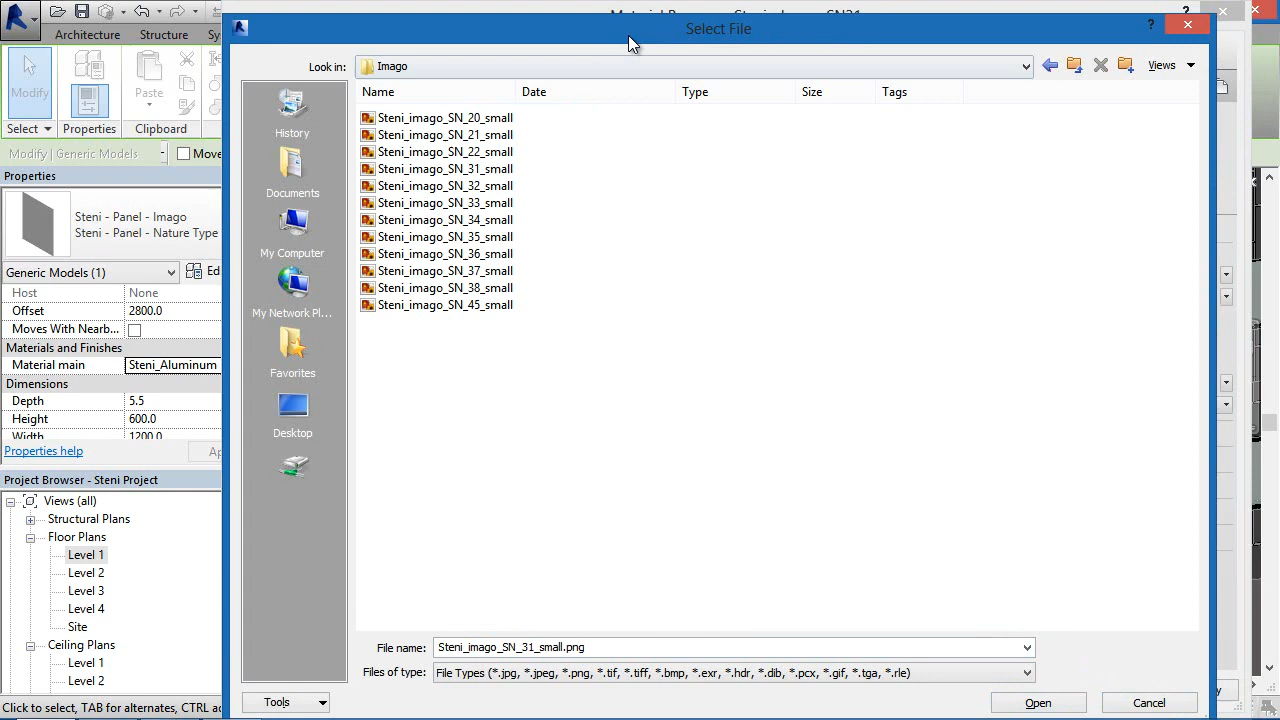 Select File
?
Architecture
Structure
Modify
Paste
Select
Properties
Clipboard
Modify | Generic Models
Look in:
Imago
Views
Name
Date
Type
Size
Tags
Steni_imago_SN_20_small
Steni_imago_SN_21_small
Steni_imago_SN_22_small
Steni_imago_SN_31_small
Steni_imago_SN_32_small
Steni_imago_SN_33_small
Steni_imago_SN_34_small
Steni_imago_SN_35_small
Steni_imago_SN_36_small
Steni_imago_SN_37_small
Steni_imago_SN_38_small
Steni_imago_SN_45_small
History
Documents
My Computer
My Network Pl...
Favorites
Desktop
File name:
Steni_imago_SN_31_small.png
Files of type:
File Types (*.jpg, *.jpeg, *.png, *.tif, *.tiff, *.bmp, *.exr, *.hdr, *.dib, *.pcx, *.gif, *.tga, *.rle)
Tools
Open
Cancel
Properties
Steni - Panel - Imago
Steni - Panel - Nature Type
Generic Models (1)
Host
None
Offset
2800.0
Moves With Nearb...
Materials and Finishes
Material main
Steni_Aluminum
Dimensions
Depth
5.5
Height
600.0
Width
1200.0
Properties help
Project Browser - Steni Project
Views (all)
Structural Plans
Floor Plans
Level 1
Level 2
Level 3
Level 4
Site
Ceiling Plans
Level 1
Level 2
Click to select, TAB for alternates, CTRL